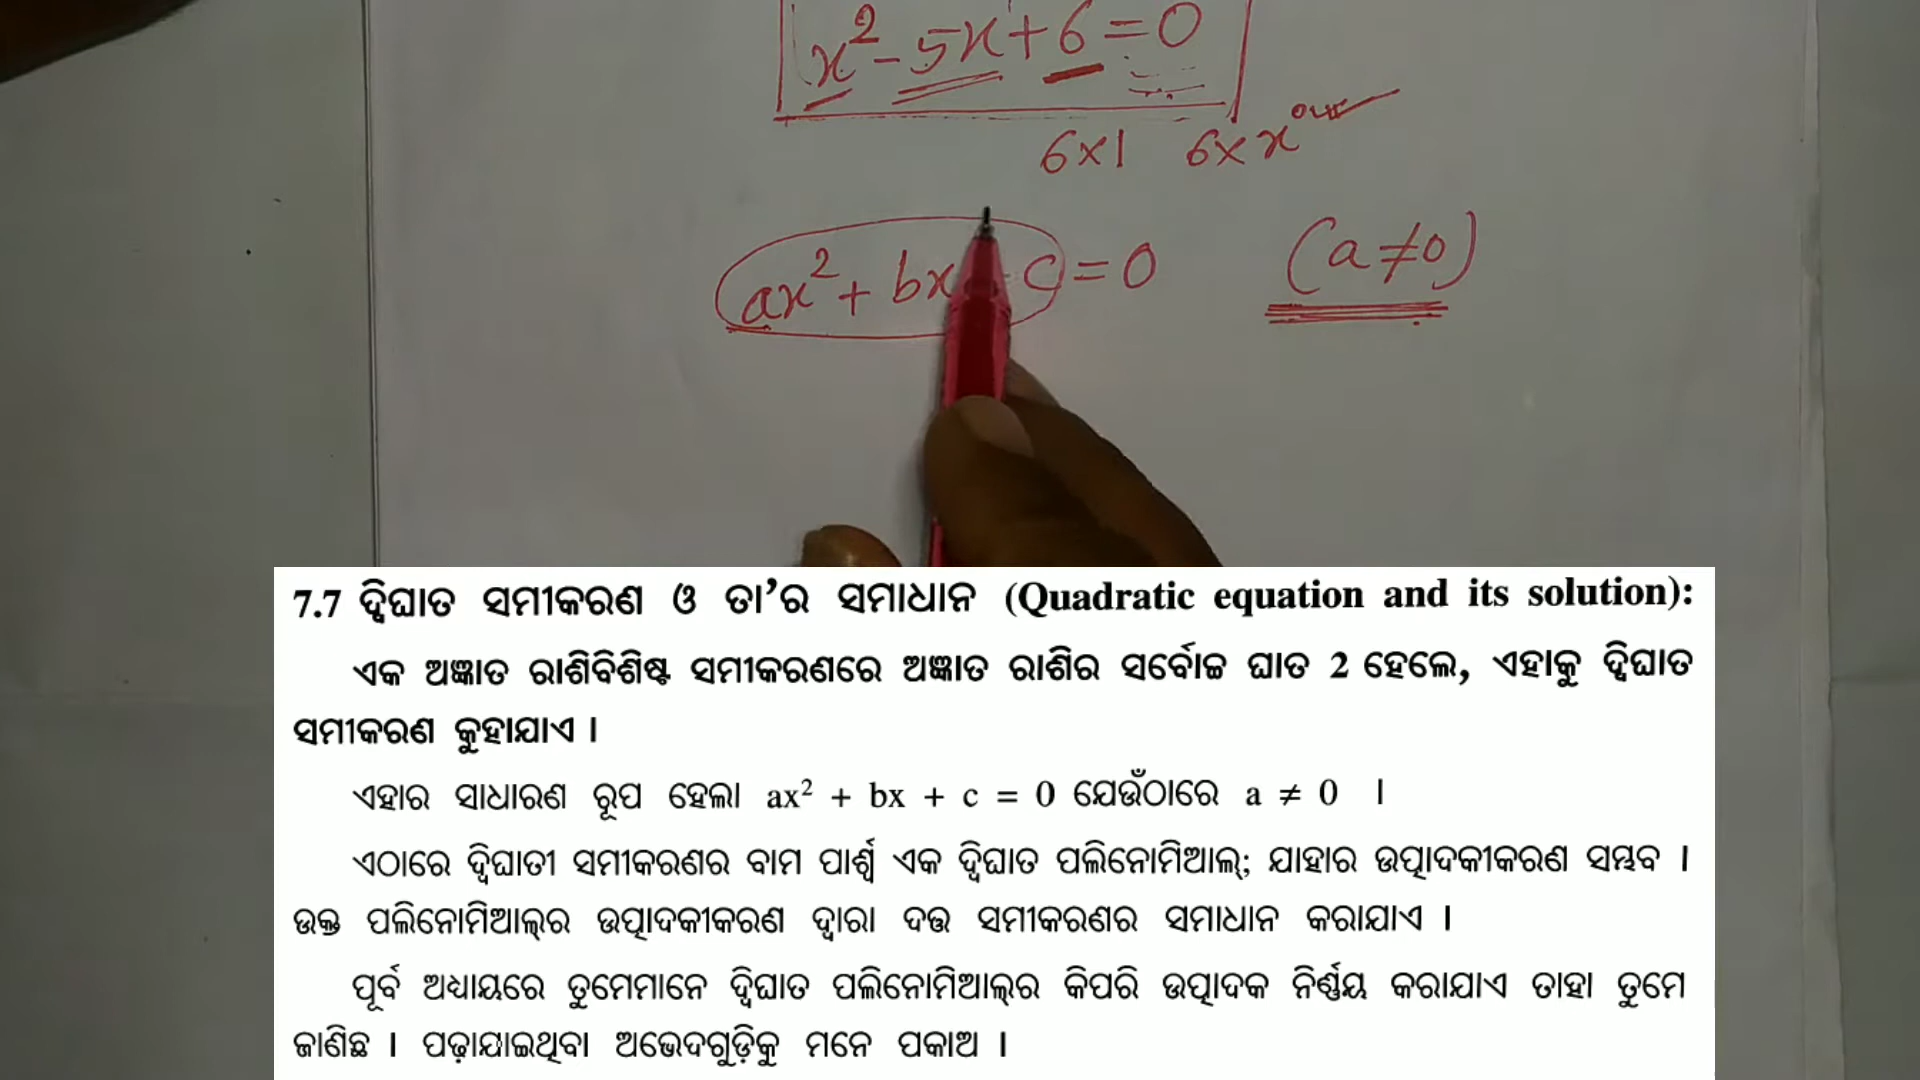 x² - 5x + 6 = 0
6×1 6×x
ax² + bx c = 0 (a ≠ 0)
7.7 ଦ୍ୱିଘାତ ସମୀକରଣ ଓ ତା’ର ସମାଧାନ (Quadratic equation and its solution):
ଏକ ଅଜ୍ଞାତ ରାଶିବିଶିଷ୍ଟ ସମୀକରଣରେ ଅଜ୍ଞାତ ରାଶିର ସର୍ବୋଚ୍ଚ ଘାତ 2 ହେଲେ, ଏହାକୁ ଦ୍ୱିଘାତ
ସମୀକରଣ କୁହାଯାଏ ।
ଏହାର ସାଧାରଣ ରୂପ ହେଲା ax² + bx + c = 0 ଯେଉଁଠାରେ a ≠ 0 ।
ଏଠାରେ ଦ୍ୱିଘାତୀ ସମୀକରଣର ବାମ ପାର୍ଶ୍ୱ ଏକ ଦ୍ୱିଘାତ ପଲିନୋମିଆଲ୍; ଯାହାର ଉତ୍ପାଦକୀକରଣ ସମ୍ଭବ ।
ଉକ୍ତ ପଲିନୋମିଆଲ୍‌ର ଉତ୍ପାଦକୀକରଣ ଦ୍ୱାରା ଦତ୍ତ ସମୀକରଣର ସମାଧାନ କରାଯାଏ ।
ପୂର୍ବ ଅଧ୍ୟାୟରେ ତୁମେମାନେ ଦ୍ୱିଘାତ ପଲିନୋମିଆଲ୍‌ର କିପରି ଉତ୍ପାଦକ ନିର୍ଣ୍ଣୟ କରାଯାଏ ତାହା ତୁମେ
ଜାଣିଛ । ପଢ଼ାଯାଇଥିବା ଅଭେଦଗୁଡ଼ିକୁ ମନେ ପକାଅ ।